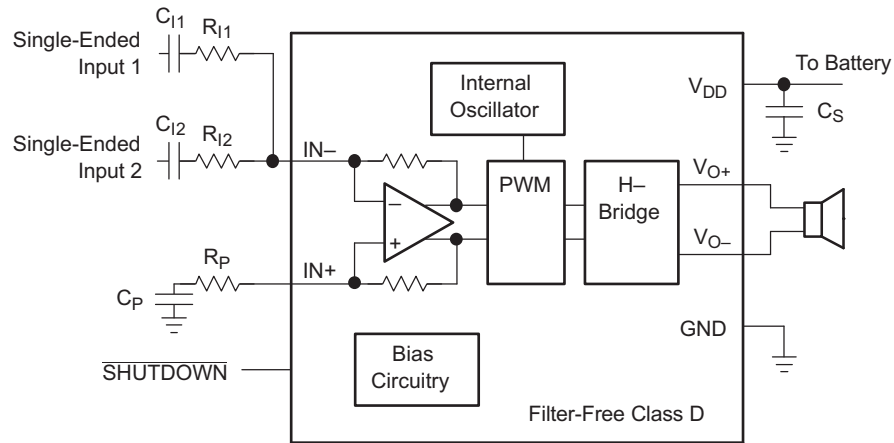 C_I1
R_I1
Single-Ended
Input 1
C_I2
R_I2
Single-Ended
Input 2
IN–
Internal
Oscillator
V_DD
To Battery
C_S
–
+
PWM
H–
Bridge
V_O+
V_O–
R_P
IN+
C_P
GND
SHUTDOWN
Bias
Circuitry
Filter-Free Class D